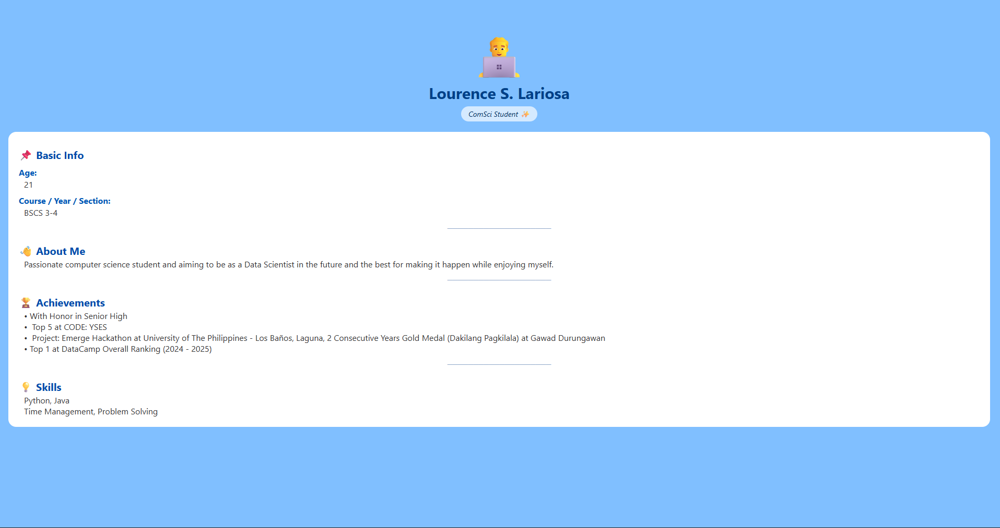 Lourence S. Lariosa
ComSci Student ✨
📌 Basic Info
Age:
21
Course / Year / Section:
BSCS 3-4
👋 About Me
Passionate computer science student and aiming to be as a Data Scientist in the future and the best for making it happen while enjoying myself.
🏆 Achievements
• With Honor in Senior High
• Top 5 at CODE: YSES
• Project: Emerge Hackathon at University of The Philippines - Los Baños, Laguna, 2 Consecutive Years Gold Medal (Dakilang Pagkilala) at Gawad Durungawan
• Top 1 at DataCamp Overall Ranking (2024 - 2025)
💡 Skills
Python, Java
Time Management, Problem Solving